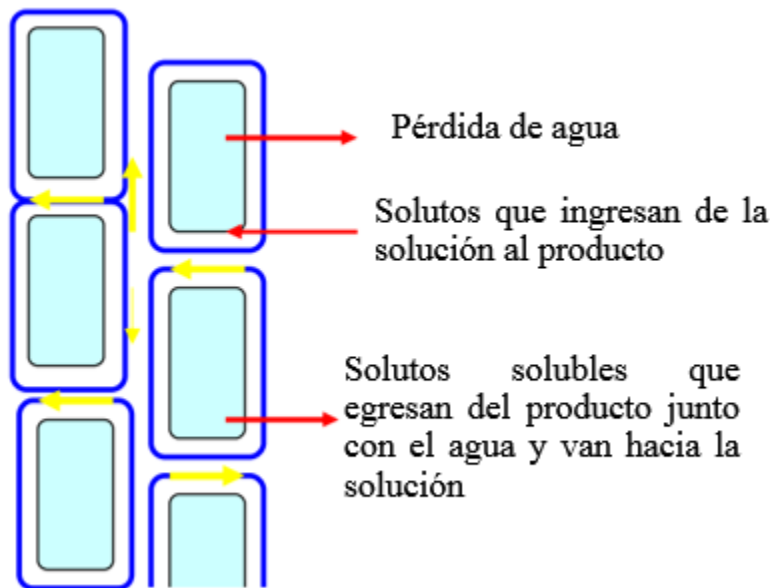 Pérdida de agua
Solutos que ingresan de la
solución al producto
Solutos solubles que
egresan del producto junto
con el agua y van hacia la
solución